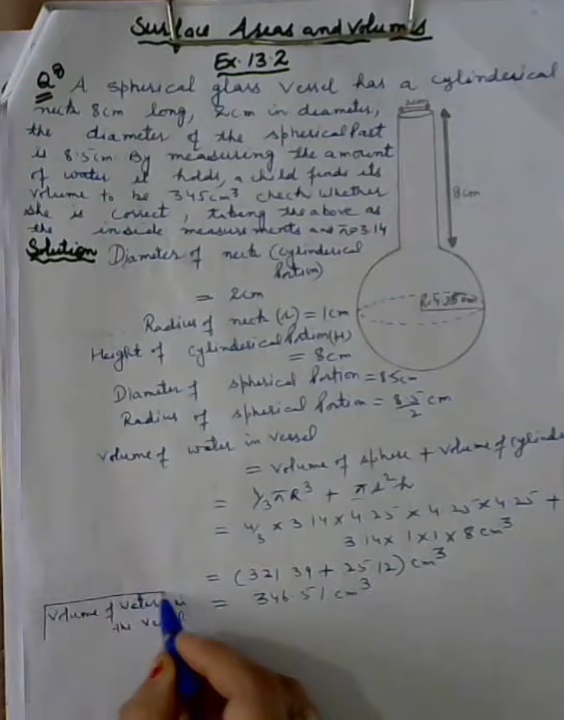 Surface Areas and Volumes
Ex. 13.2
Q8 A spherical glass vessel has a cylinderical
neck 8cm long, 2cm in diameter,
the diameter of the spherical Part
is 8.5cm. By measuring the amount
of water it holds, a child finds its
volume to be 345cm³ check whether
she is correct, taking the above as
the inside measurements and π=3.14
2cm
8cm
R=4.25cm
Solution Diameter of neck (cylinderical
Portion)
= 2cm
Radius of neck (r) = 1cm
Height of cylinderical Portion(H)
= 8cm
Diameter of spherical Portion = 8.5cm
Radius of spherical Portion = 8.5/2 cm
Volume of water in vessel
= Volume of sphere + Volume of cylinde
= 4/3 πR³ + πr²h
= 4/3 × 3.14 × 4.25 × 4.25 × 4.25 +
3.14 × 1 × 1 × 8 cm³
= (321.39 + 25.12) cm³
= 346.51 cm³
Volume of water in
the